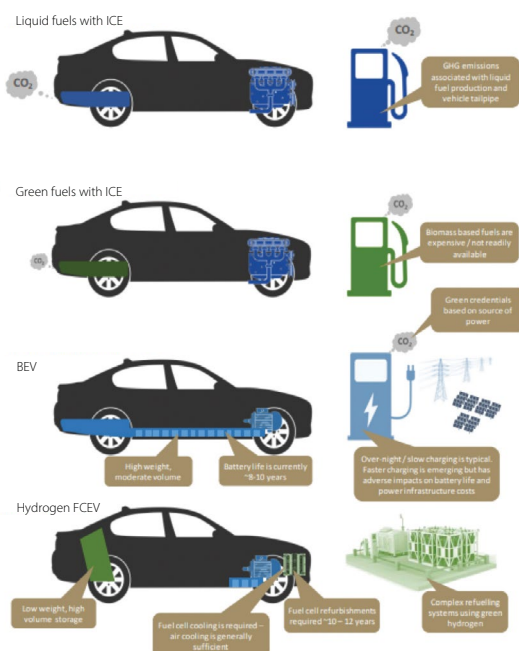 Liquid fuels with ICE
CO2
CO2
GHG emissions
associated with liquid
fuel production and
vehicle tailpipe
Green fuels with ICE
CO2
CO2
Biomass based fuels are
expensive / not readily
available
Green credentials
based on source of
power
BEV
CO2
High weight,
moderate volume
Battery life is currently
~8-10 years
Over-night / slow charging is typical.
Faster charging is emerging but has
adverse impacts on battery life and
power infrastructure costs
Hydrogen FCEV
Low weight, high
volume storage
Fuel cell cooling is required –
air cooling is generally
sufficient
Fuel cell refurbishments
required ~10 – 12 years
Complex refuelling
systems using green
hydrogen